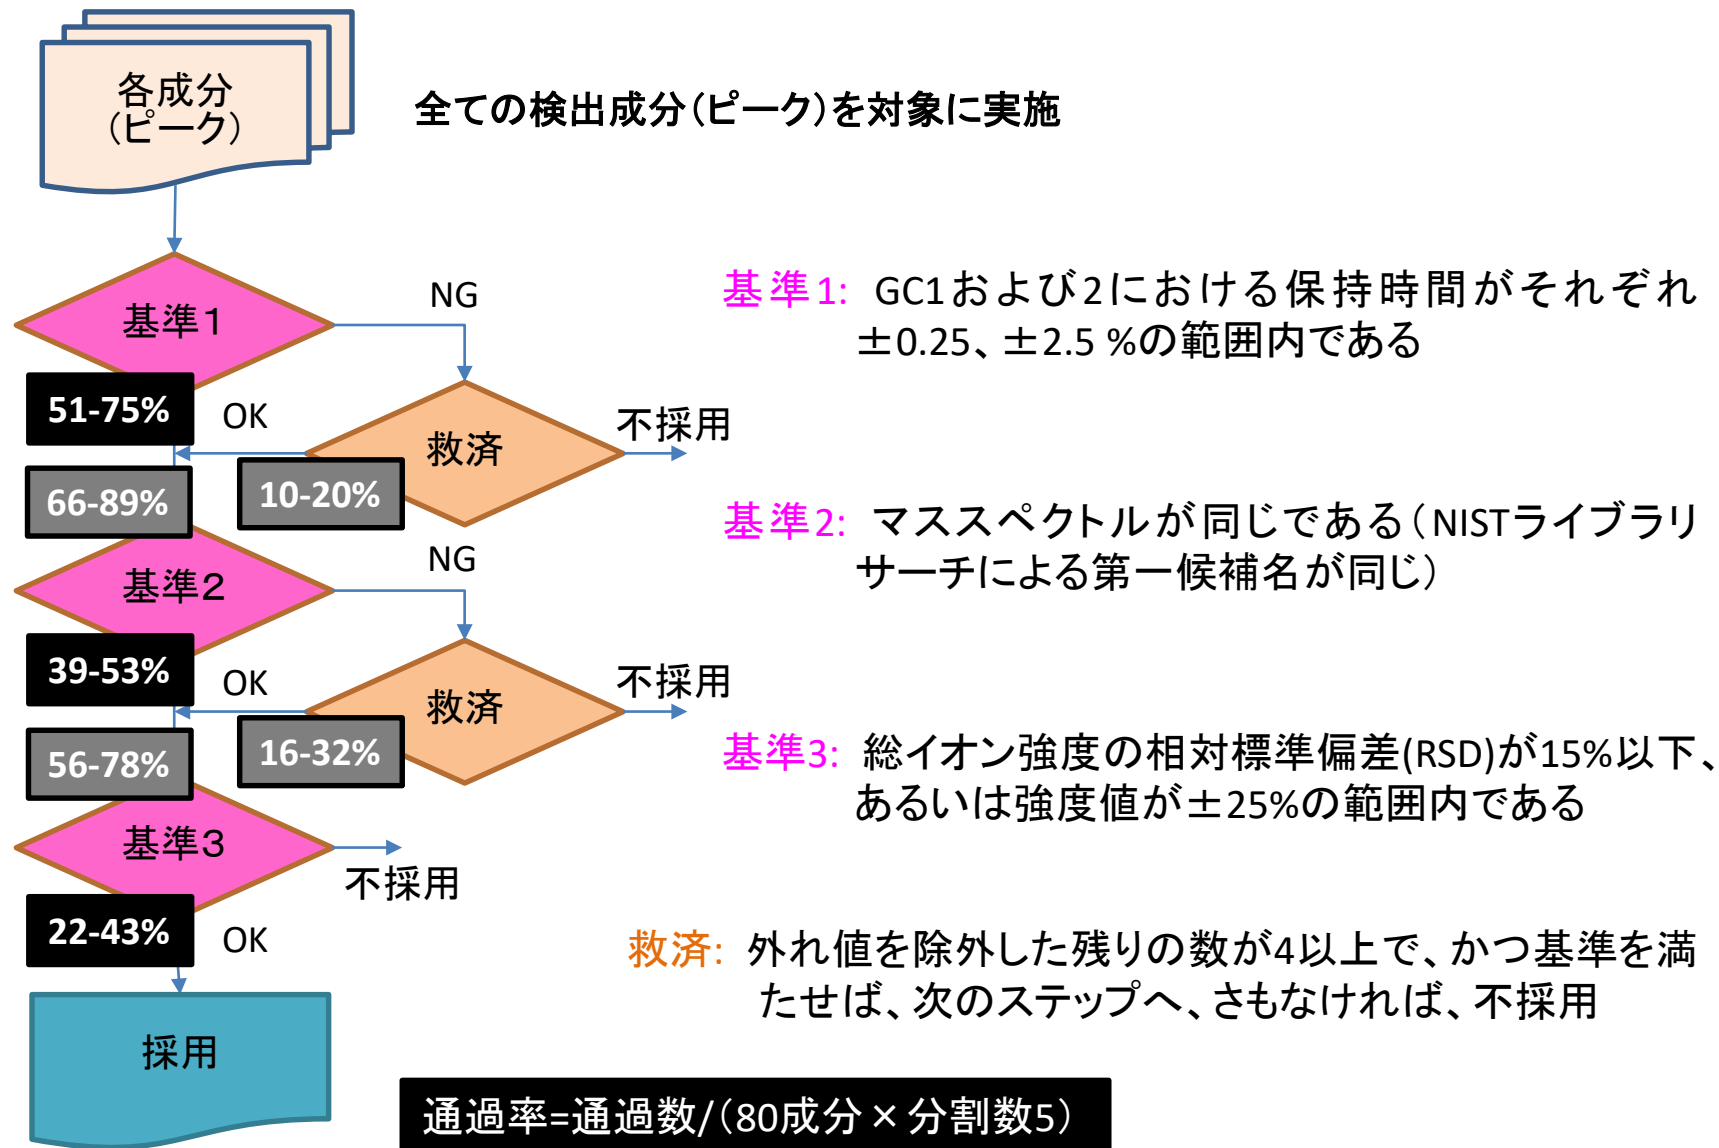 各成分
(ピーク)
全ての検出成分(ピーク)を対象に実施
基準1
NG
基準1: GC1および2における保持時間がそれぞれ
±0.25、±2.5 %の範囲内である
51-75%
OK
救済
不採用
66-89%
10-20%
基準2: マススペクトルが同じである(NISTライブラリ
サーチによる第一候補名が同じ)
NG
基準2
39-53%
OK
救済
不採用
56-78%
16-32%
基準3: 総イオン強度の相対標準偏差(RSD)が15%以下、
あるいは強度値が±25%の範囲内である
基準3
不採用
22-43%
OK
救済: 外れ値を除外した残りの数が4以上で、かつ基準を満
たせば、次のステップへ、さもなければ、不採用
採用
通過率=通過数/(80成分×分割数5)